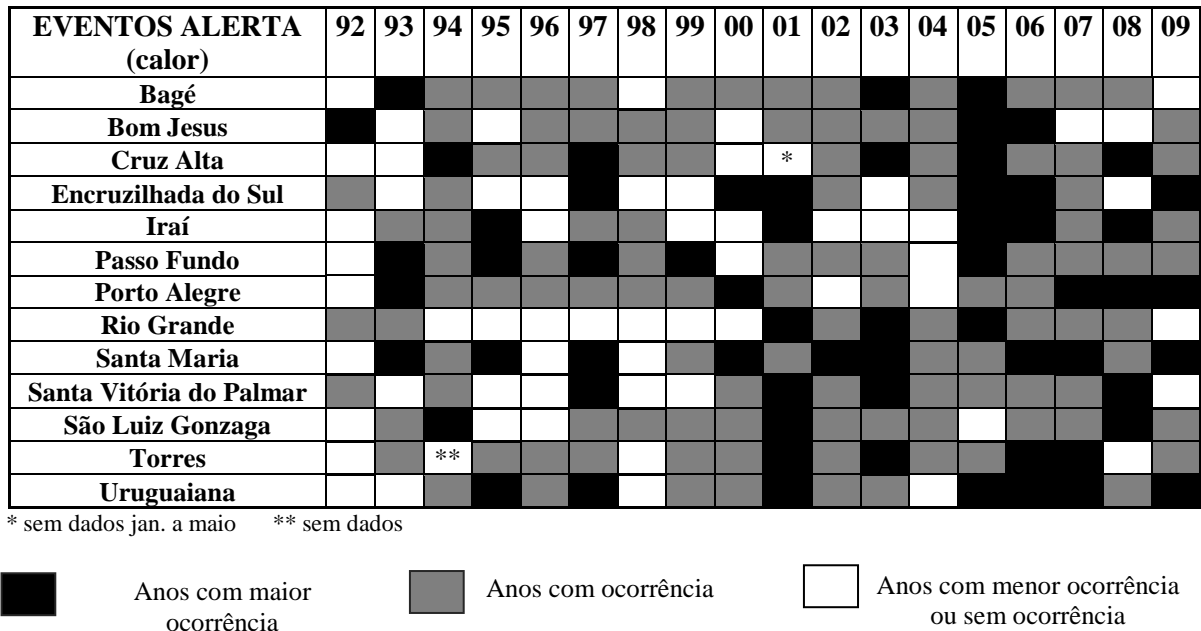 EVENTOS ALERTA 92 93 94 95 96 97 98 99 00 01 02 03 04 05 06 07 08 09
(calor)
Bagé
Bom Jesus
Cruz Alta *
Encruzilhada do Sul
Iraí
Passo Fundo
Porto Alegre
Rio Grande
Santa Maria
Santa Vitória do Palmar
São Luiz Gonzaga
Torres **
Uruguaiana
* sem dados jan. a maio ** sem dados
Anos com maior
ocorrência
Anos com ocorrência
Anos com menor ocorrência
ou sem ocorrência